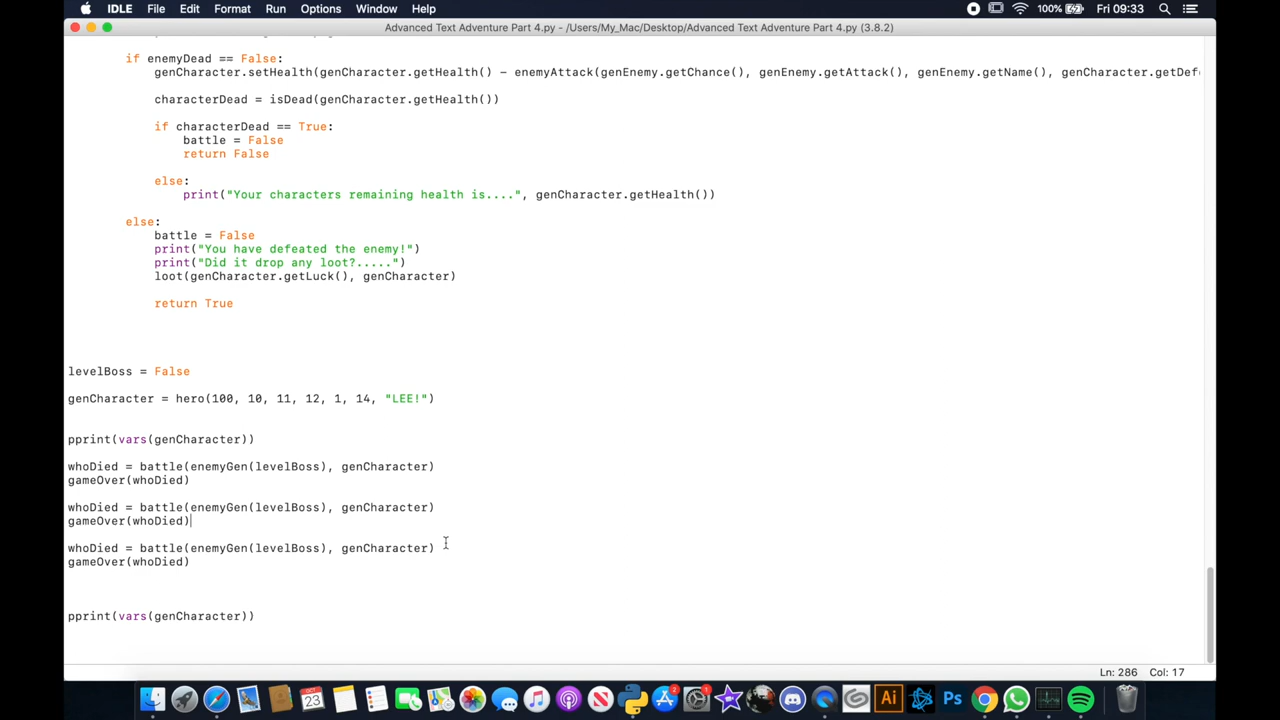 IDLE File Edit Format Run Options Window Help 100% Fri 09:33
Advanced Text Adventure Part 4.py - /Users/My_Mac/Desktop/Advanced Text Adventure Part 4.py (3.8.2)
if enemyDead == False:
genCharacter.setHealth(genCharacter.getHealth() - enemyAttack(genEnemy.getChance(), genEnemy.getAttack(), genEnemy.getName(), genCharacter.getDef
characterDead = isDead(genCharacter.getHealth())
if characterDead == True:
battle = False
return False
else:
print("Your characters remaining health is....", genCharacter.getHealth())
else:
battle = False
print("You have defeated the enemy!")
print("Did it drop any loot?.....")
loot(genCharacter.getLuck(), genCharacter)
return True
levelBoss = False
genCharacter = hero(100, 10, 11, 12, 1, 14, "LEE!")
pprint(vars(genCharacter))
whoDied = battle(enemyGen(levelBoss), genCharacter)
gameOver(whoDied)
whoDied = battle(enemyGen(levelBoss), genCharacter)
gameOver(whoDied)
whoDied = battle(enemyGen(levelBoss), genCharacter)
gameOver(whoDied)
pprint(vars(genCharacter))
Ln: 286 Col: 17
23
2
1
Ai
Ps